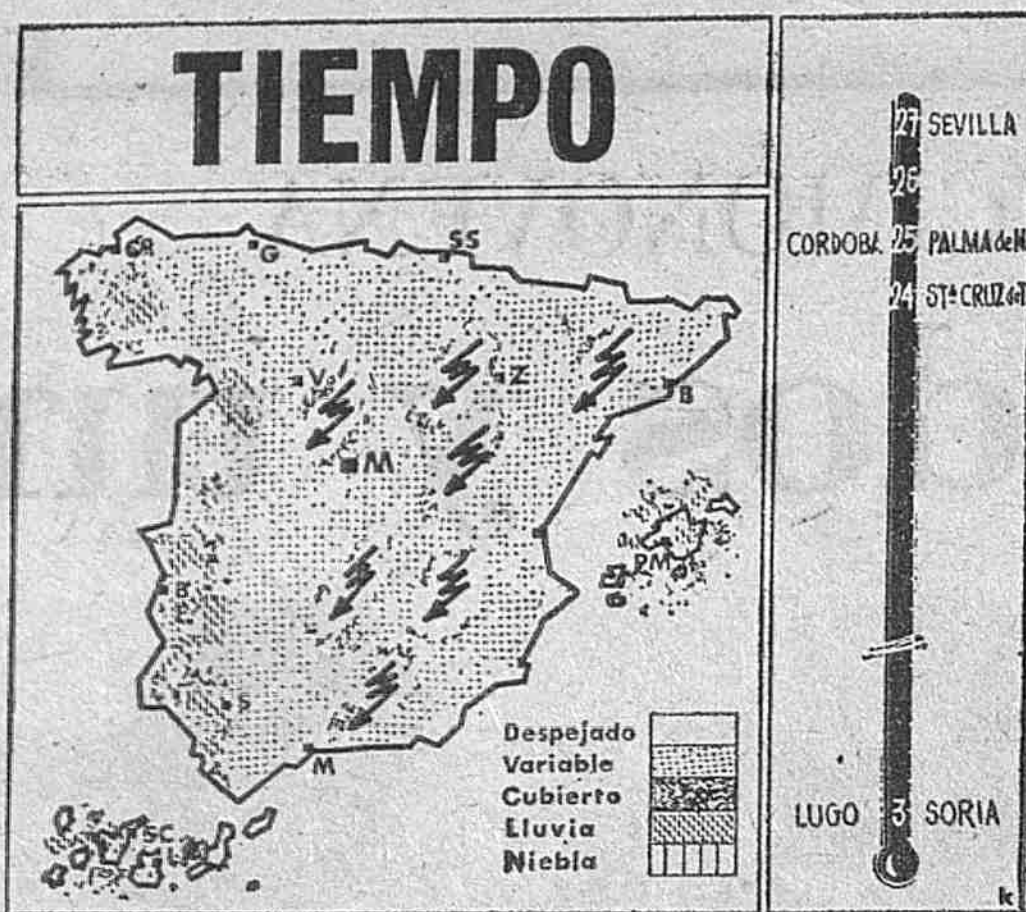 TIEMPO
CR
G
SS
V
Z
B
M
PM
B
S
M
SC
L
Despejado
Variable
Cubierto
Lluvia
Niebla
27 SEVILLA
26
CORDOBA 25 PALMA de M
24 STª CRUZ de T
LUGO 3 SORIA
k